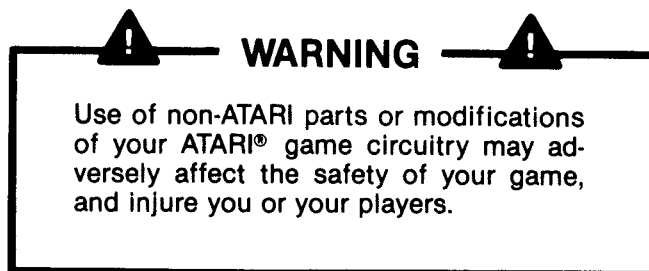 WARNING
Use of non-ATARI parts or modifications
of your ATARI® game circuitry may ad-
versely affect the safety of your game,
and injure you or your players.